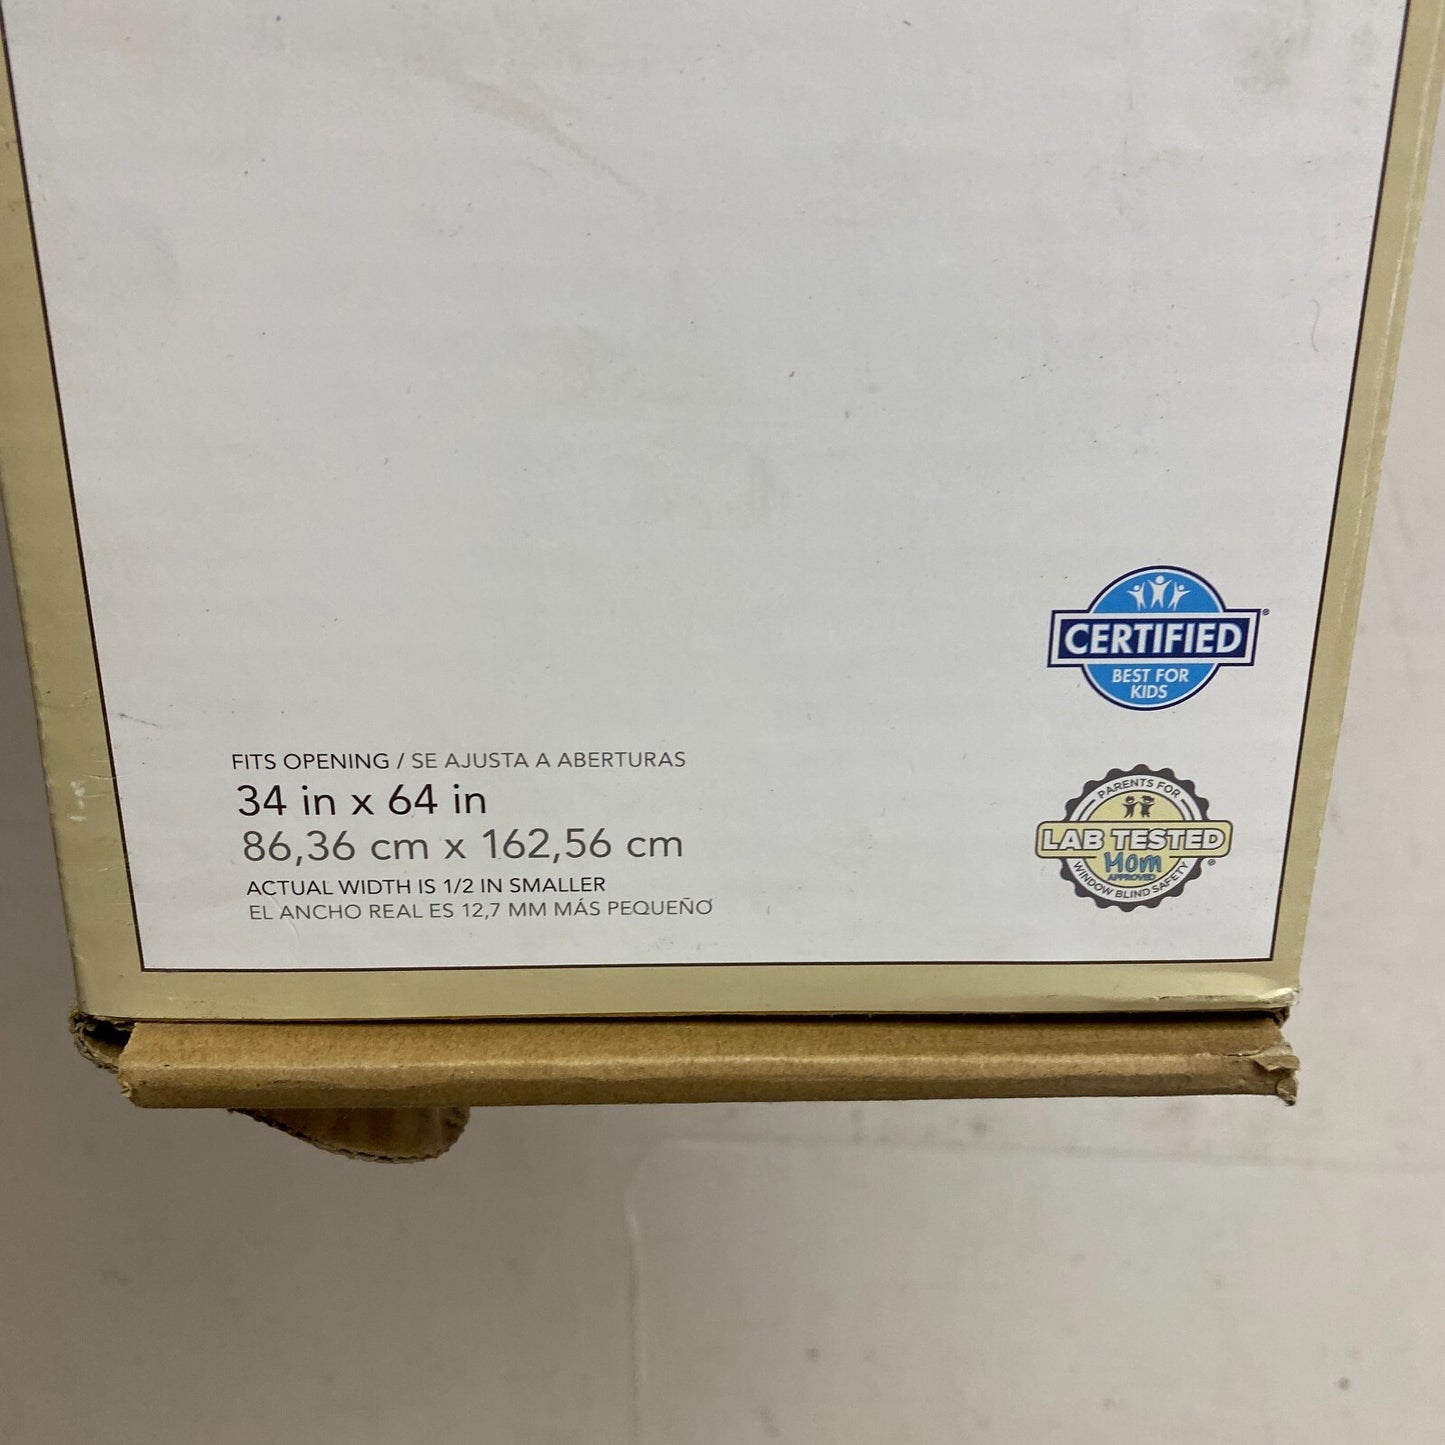 CERTIFIED®
BEST FOR
KIDS
FITS OPENING / SE AJUSTA A ABERTURAS
34 in x 64 in
86,36 cm x 162,56 cm
ACTUAL WIDTH IS 1/2 IN SMALLER
EL ANCHO REAL ES 12,7 MM MÁS PEQUEÑO
PARENTS FOR
LAB TESTED
Mom
APPROVED
WINDOW BLIND SAFETY®